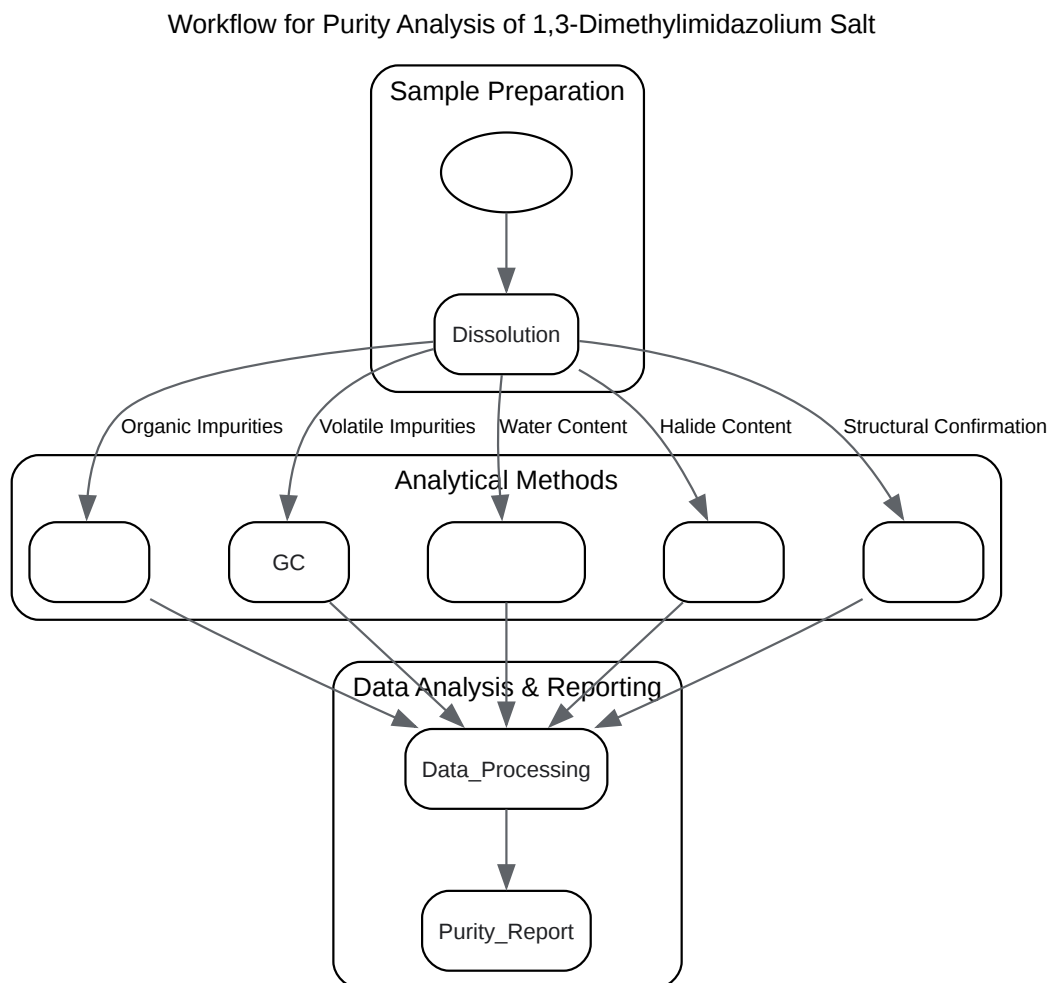 Workflow for Purity Analysis of 1,3-Dimethylimidazolium Salt
Sample Preparation
Dissolution
Organic Impurities
Volatile Impurities
Water Content
Halide Content
Structural Confirmation
Analytical Methods
GC
Data Analysis & Reporting
Data_Processing
Purity_Report